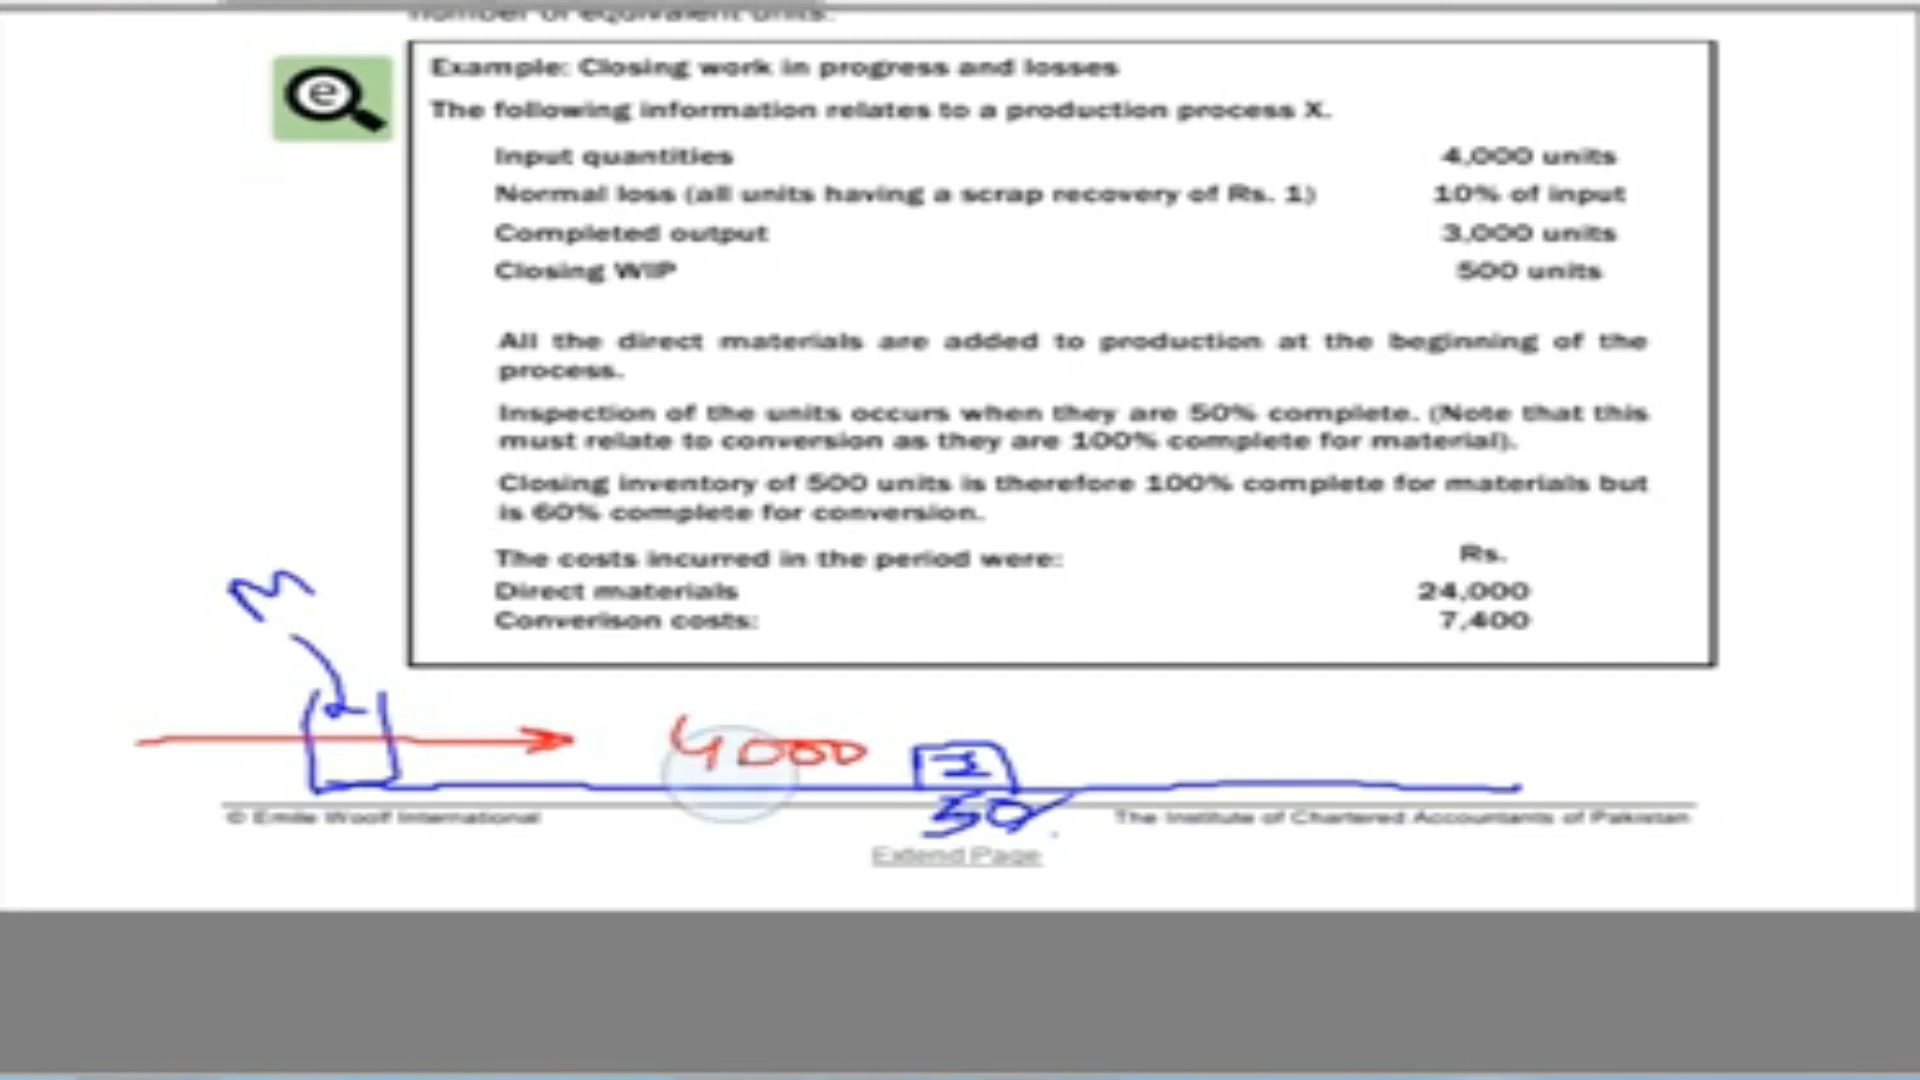 number of equivalent units.
e
Example: Closing work in progress and losses
The following information relates to a production process X.
Input quantities 4,000 units
Normal loss (all units having a scrap recovery of Rs. 1) 10% of input
Completed output 3,000 units
Closing WIP 500 units
All the direct materials are added to production at the beginning of the
process.
Inspection of the units occurs when they are 50% complete. (Note that this
must relate to conversion as they are 100% complete for material).
Closing inventory of 500 units is therefore 100% complete for materials but
is 60% complete for conversion.
The costs incurred in the period were: Rs.
Direct materials 24,000
Converison costs: 7,400
M
4000
I
50
© Emile Woolf International The Institute of Chartered Accountants of Pakistan
Extend Page